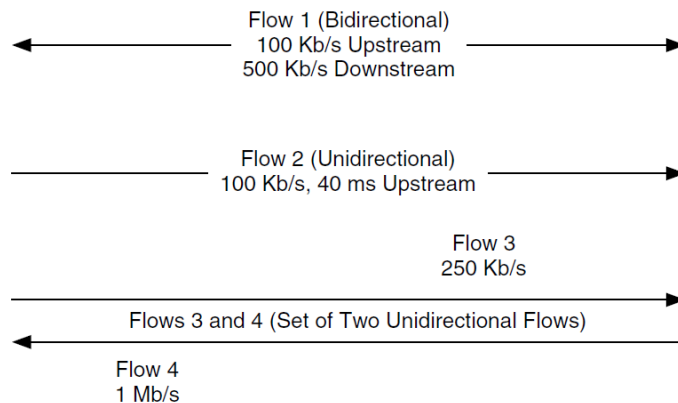 Flow 1 (Bidirectional)
100 Kb/s Upstream
500 Kb/s Downstream
Flow 2 (Unidirectional)
100 Kb/s, 40 ms Upstream
Flow 3
250 Kb/s
Flows 3 and 4 (Set of Two Unidirectional Flows)
Flow 4
1 Mb/s